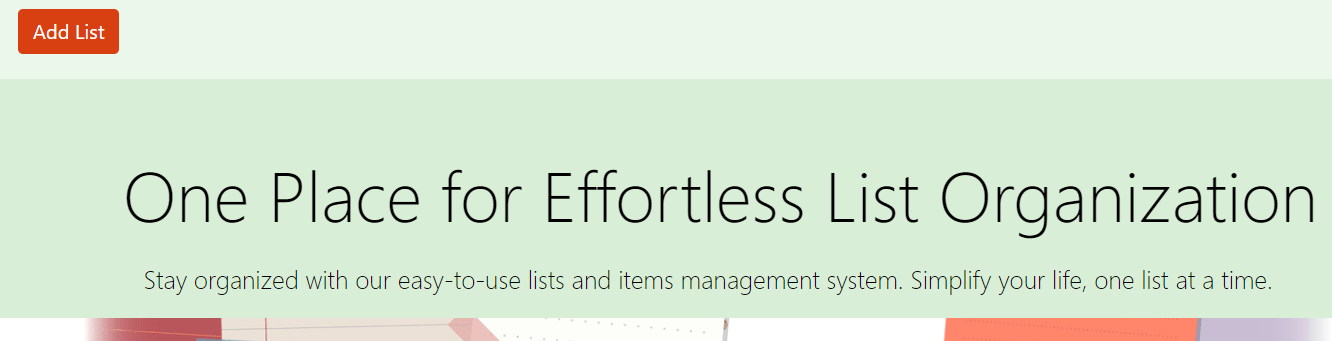 Add List
One Place for Effortless List Organization
Stay organized with our easy-to-use lists and items management system. Simplify your life, one list at a time.